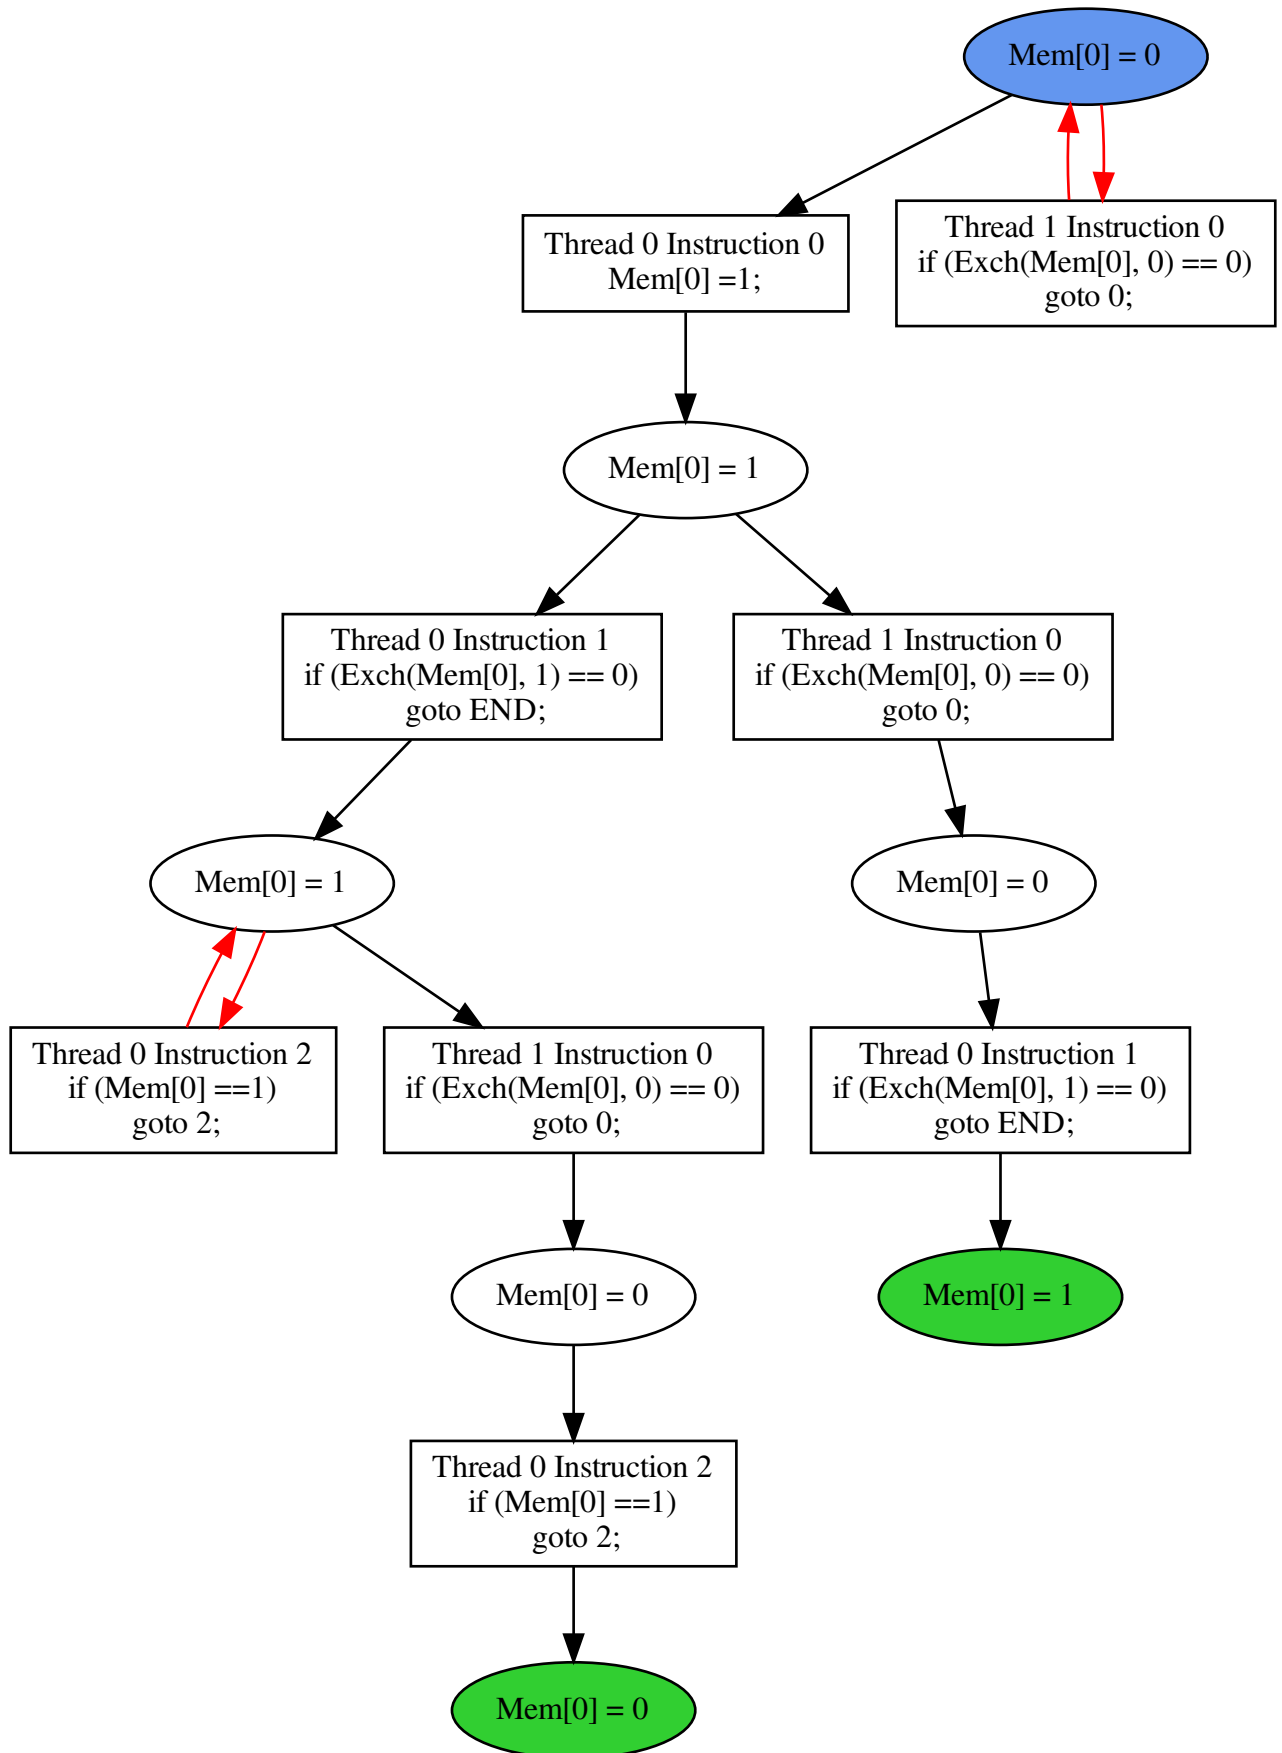 Mem[0] = 0
Thread 0 Instruction 0
Mem[0] =1;
Thread 1 Instruction 0
if (Exch(Mem[0], 0) == 0)
goto 0;
Mem[0] = 1
Thread 0 Instruction 1
if (Exch(Mem[0], 1) == 0)
goto END;
Thread 1 Instruction 0
if (Exch(Mem[0], 0) == 0)
goto 0;
Mem[0] = 1
Mem[0] = 0
Thread 0 Instruction 2
if (Mem[0] ==1)
goto 2;
Thread 1 Instruction 0
if (Exch(Mem[0], 0) == 0)
goto 0;
Thread 0 Instruction 1
if (Exch(Mem[0], 1) == 0)
goto END;
Mem[0] = 0
Mem[0] = 1
Thread 0 Instruction 2
if (Mem[0] ==1)
goto 2;
Mem[0] = 0